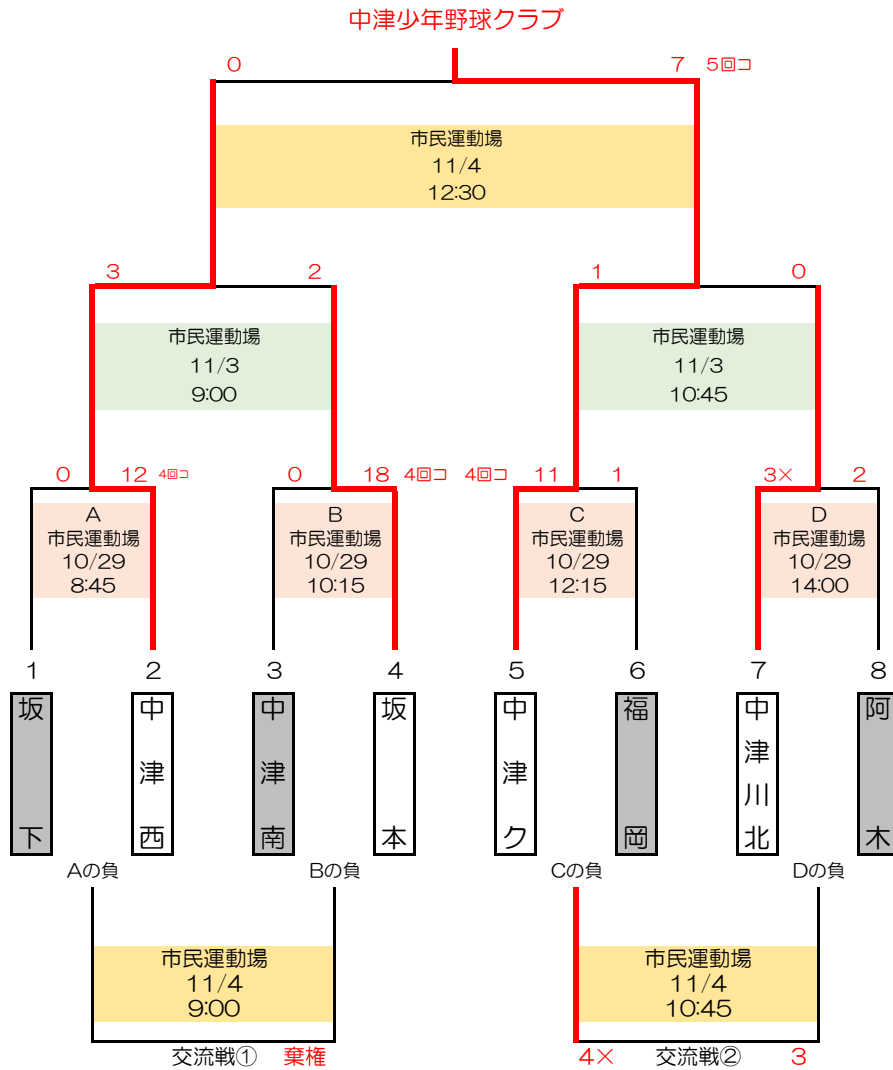 中津少年野球クラブ
0 7 5回コ
市民運動場
11/4
12:30
3 2 1 0
市民運動場 市民運動場
11/3 11/3
9:00 10:45
0 12 4回コ 0 18 4回コ 4回コ 11 1 3× 2
A B C D
市民運動場 市民運動場 市民運動場 市民運動場
10/29 10/29 10/29 10/29
8:45 10:15 12:15 14:00
1 2 3 4 5 6 7 8
坂下 中津西 中津南 坂本 中津ク 福岡 中津川北 阿木
Aの負 Bの負 Cの負 Dの負
市民運動場 市民運動場
11/4 11/4
9:00 10:45
交流戦① 棄権 4× 交流戦② 3